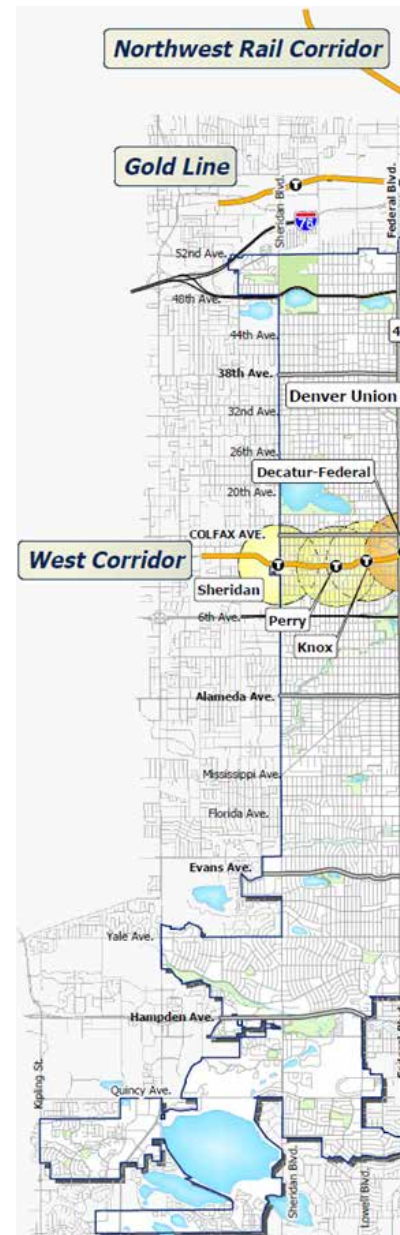 Northwest Rail Corridor
Gold Line
T
Sheridan Blvd.
Federal Blvd.
76
52nd Ave.
48th Ave.
44th Ave.
4
38th Ave.
Denver Union
32nd Ave.
26th Ave.
Decatur-Federal
20th Ave.
COLFAX AVE.
West Corridor
T
T
T
Sheridan
6th Ave.
Perry
Knox
Alameda Ave.
Mississippi Ave.
Florida Ave.
Evans Ave.
Yale Ave.
Hampden Ave.
Kipling St.
Quincy Ave.
Sheridan Blvd.
Lowell Blvd.